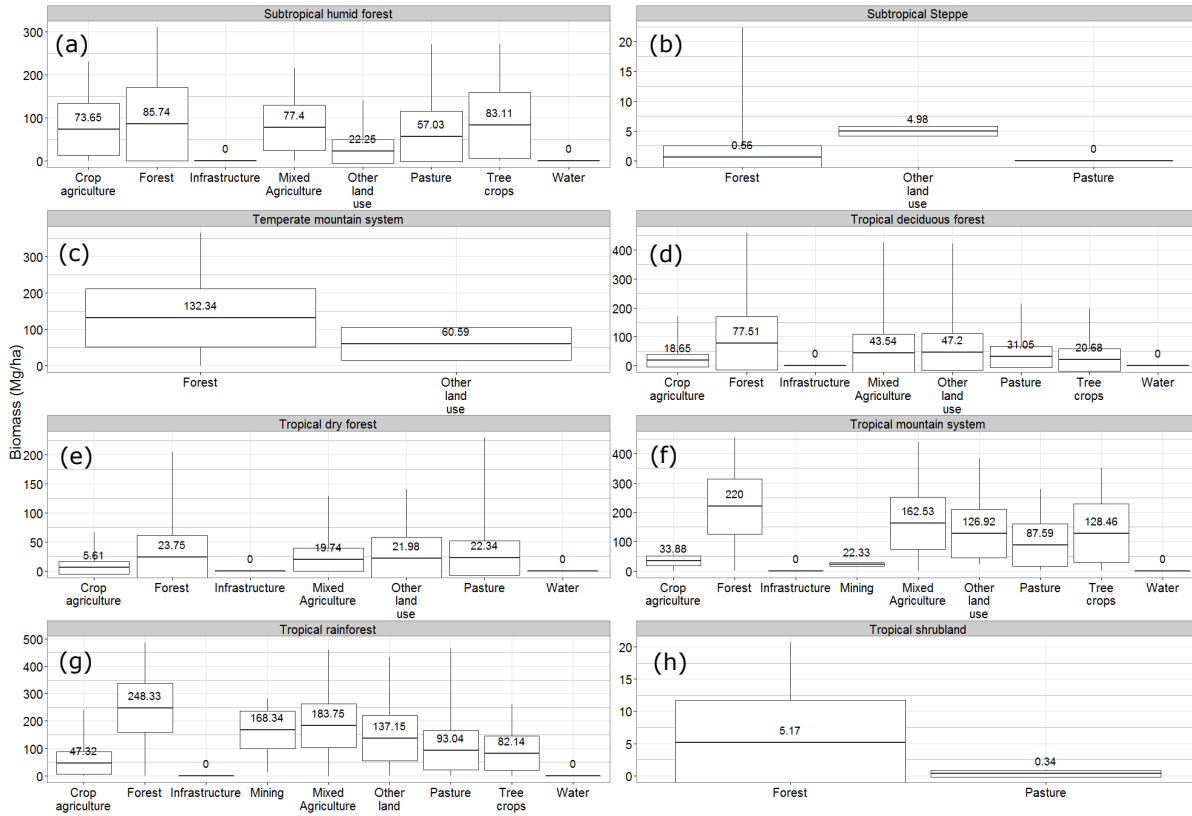 Biomass (Mg/ha)
Subtropical humid forest
(a)
300
200
100
0
73.65
85.74
0
77.4
22.25
57.03
83.11
0
Crop
agriculture
Forest
Infrastructure
Mixed
Agriculture
Other
land
use
Pasture
Tree
crops
Water
Subtropical Steppe
(b)
20
15
10
5
0
0.56
4.98
0
Forest
Other
land
use
Pasture
Temperate mountain system
(c)
300
200
100
0
132.34
60.59
Forest
Other
land
use
Tropical deciduous forest
(d)
400
300
200
100
0
18.65
77.51
0
43.54
47.2
31.05
20.68
0
Crop
agriculture
Forest
Infrastructure
Mixed
Agriculture
Other
land
use
Pasture
Tree
crops
Water
Tropical dry forest
(e)
200
150
100
50
0
5.61
23.75
0
19.74
21.98
22.34
0
Crop
agriculture
Forest
Infrastructure
Mixed
Agriculture
Other
land
use
Pasture
Water
Tropical mountain system
(f)
400
300
200
100
0
33.88
220
0
22.33
162.53
126.92
87.59
128.46
0
Crop
agriculture
Forest
Infrastructure
Mining
Mixed
Agriculture
Other
land
use
Pasture
Tree
crops
Water
Tropical rainforest
(g)
500
400
300
200
100
0
47.32
248.33
0
168.34
183.75
137.15
93.04
82.14
0
Crop
agriculture
Forest
Infrastructure
Mining
Mixed
Agriculture
Other
land
use
Pasture
Tree
crops
Water
Tropical shrubland
(h)
20
15
10
5
0
5.17
0.34
Forest
Pasture